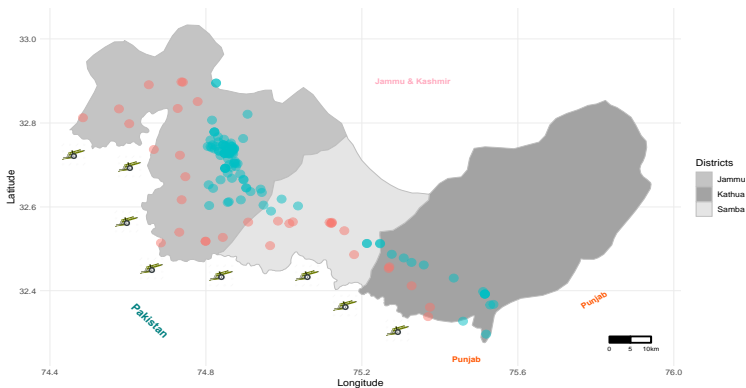 33.0
32.8
32.6
32.4
Latitude
74.4
74.8
75.2
75.6
76.0
Longitude
Jammu & Kashmir
Pakistan
Punjab
Punjab
0 5 10km
Districts
Jammu
Kathua
Samba